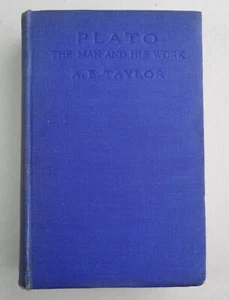 PLATO
THE MAN AND HIS WORK
A. E. TAYLOR